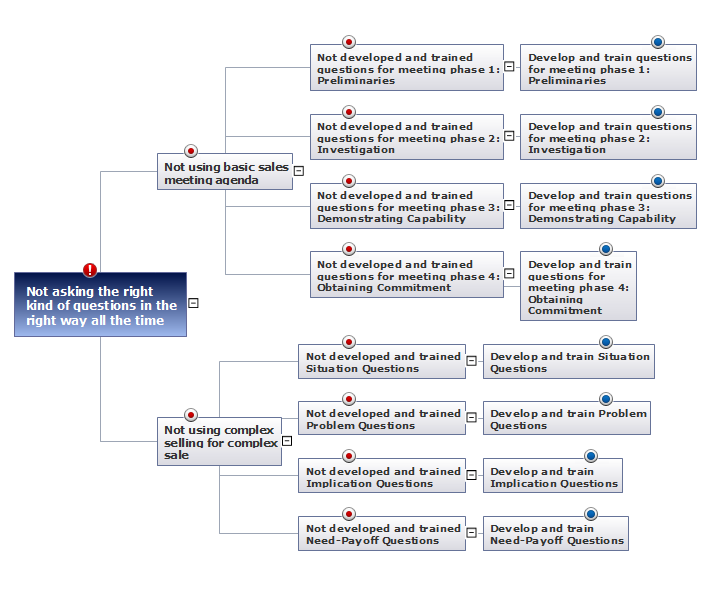 Not developed and trained
questions for meeting phase 1:
Preliminaries
Develop and train questions
for meeting phase 1:
Preliminaries
Not developed and trained
questions for meeting phase 2:
Investigation
Develop and train questions
for meeting phase 2:
Investigation
Not using basic sales
meeting agenda
Not developed and trained
questions for meeting phase 3:
Demonstrating Capability
Develop and train questions
for meeting phase 3:
Demonstrating Capability
Not developed and trained
questions for meeting phase 4:
Obtaining Commitment
Develop and train
questions for
meeting phase 4:
Obtaining
Commitment
Not asking the right
kind of questions in the
right way all the time
Not developed and trained
Situation Questions
Develop and train Situation
Questions
Not developed and trained
Problem Questions
Develop and train Problem
Questions
Not using complex
selling for complex
sale
Not developed and trained
Implication Questions
Develop and train
Implication Questions
Not developed and trained
Need-Payoff Questions
Develop and train
Need-Payoff Questions